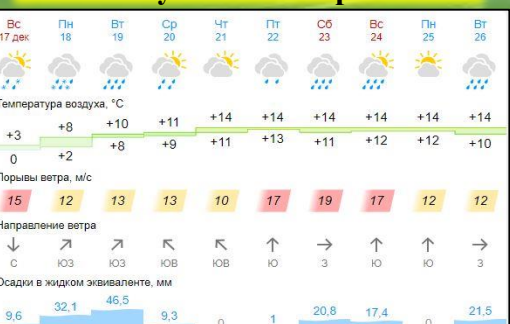 Вс Пн Вт Ср Чт Пт Сб Вс Пн Вт
17 дек 18 19 20 21 22 23 24 25 26
Температура воздуха, °C
+3 +8 +10 +11 +14 +14 +14 +14 +14 +14
0 +2 +8 +9 +11 +13 +11 +12 +12 +10
Порывы ветра, м/с
15 12 13 13 10 17 19 17 12 12
Направление ветра
С ЮЗ ЮЗ ЮВ ЮВ Ю З Ю Ю З
Осадки в жидком эквиваленте, мм
9,6 32,1 46,5 9,3 0 1 20,8 17,4 0 21,5